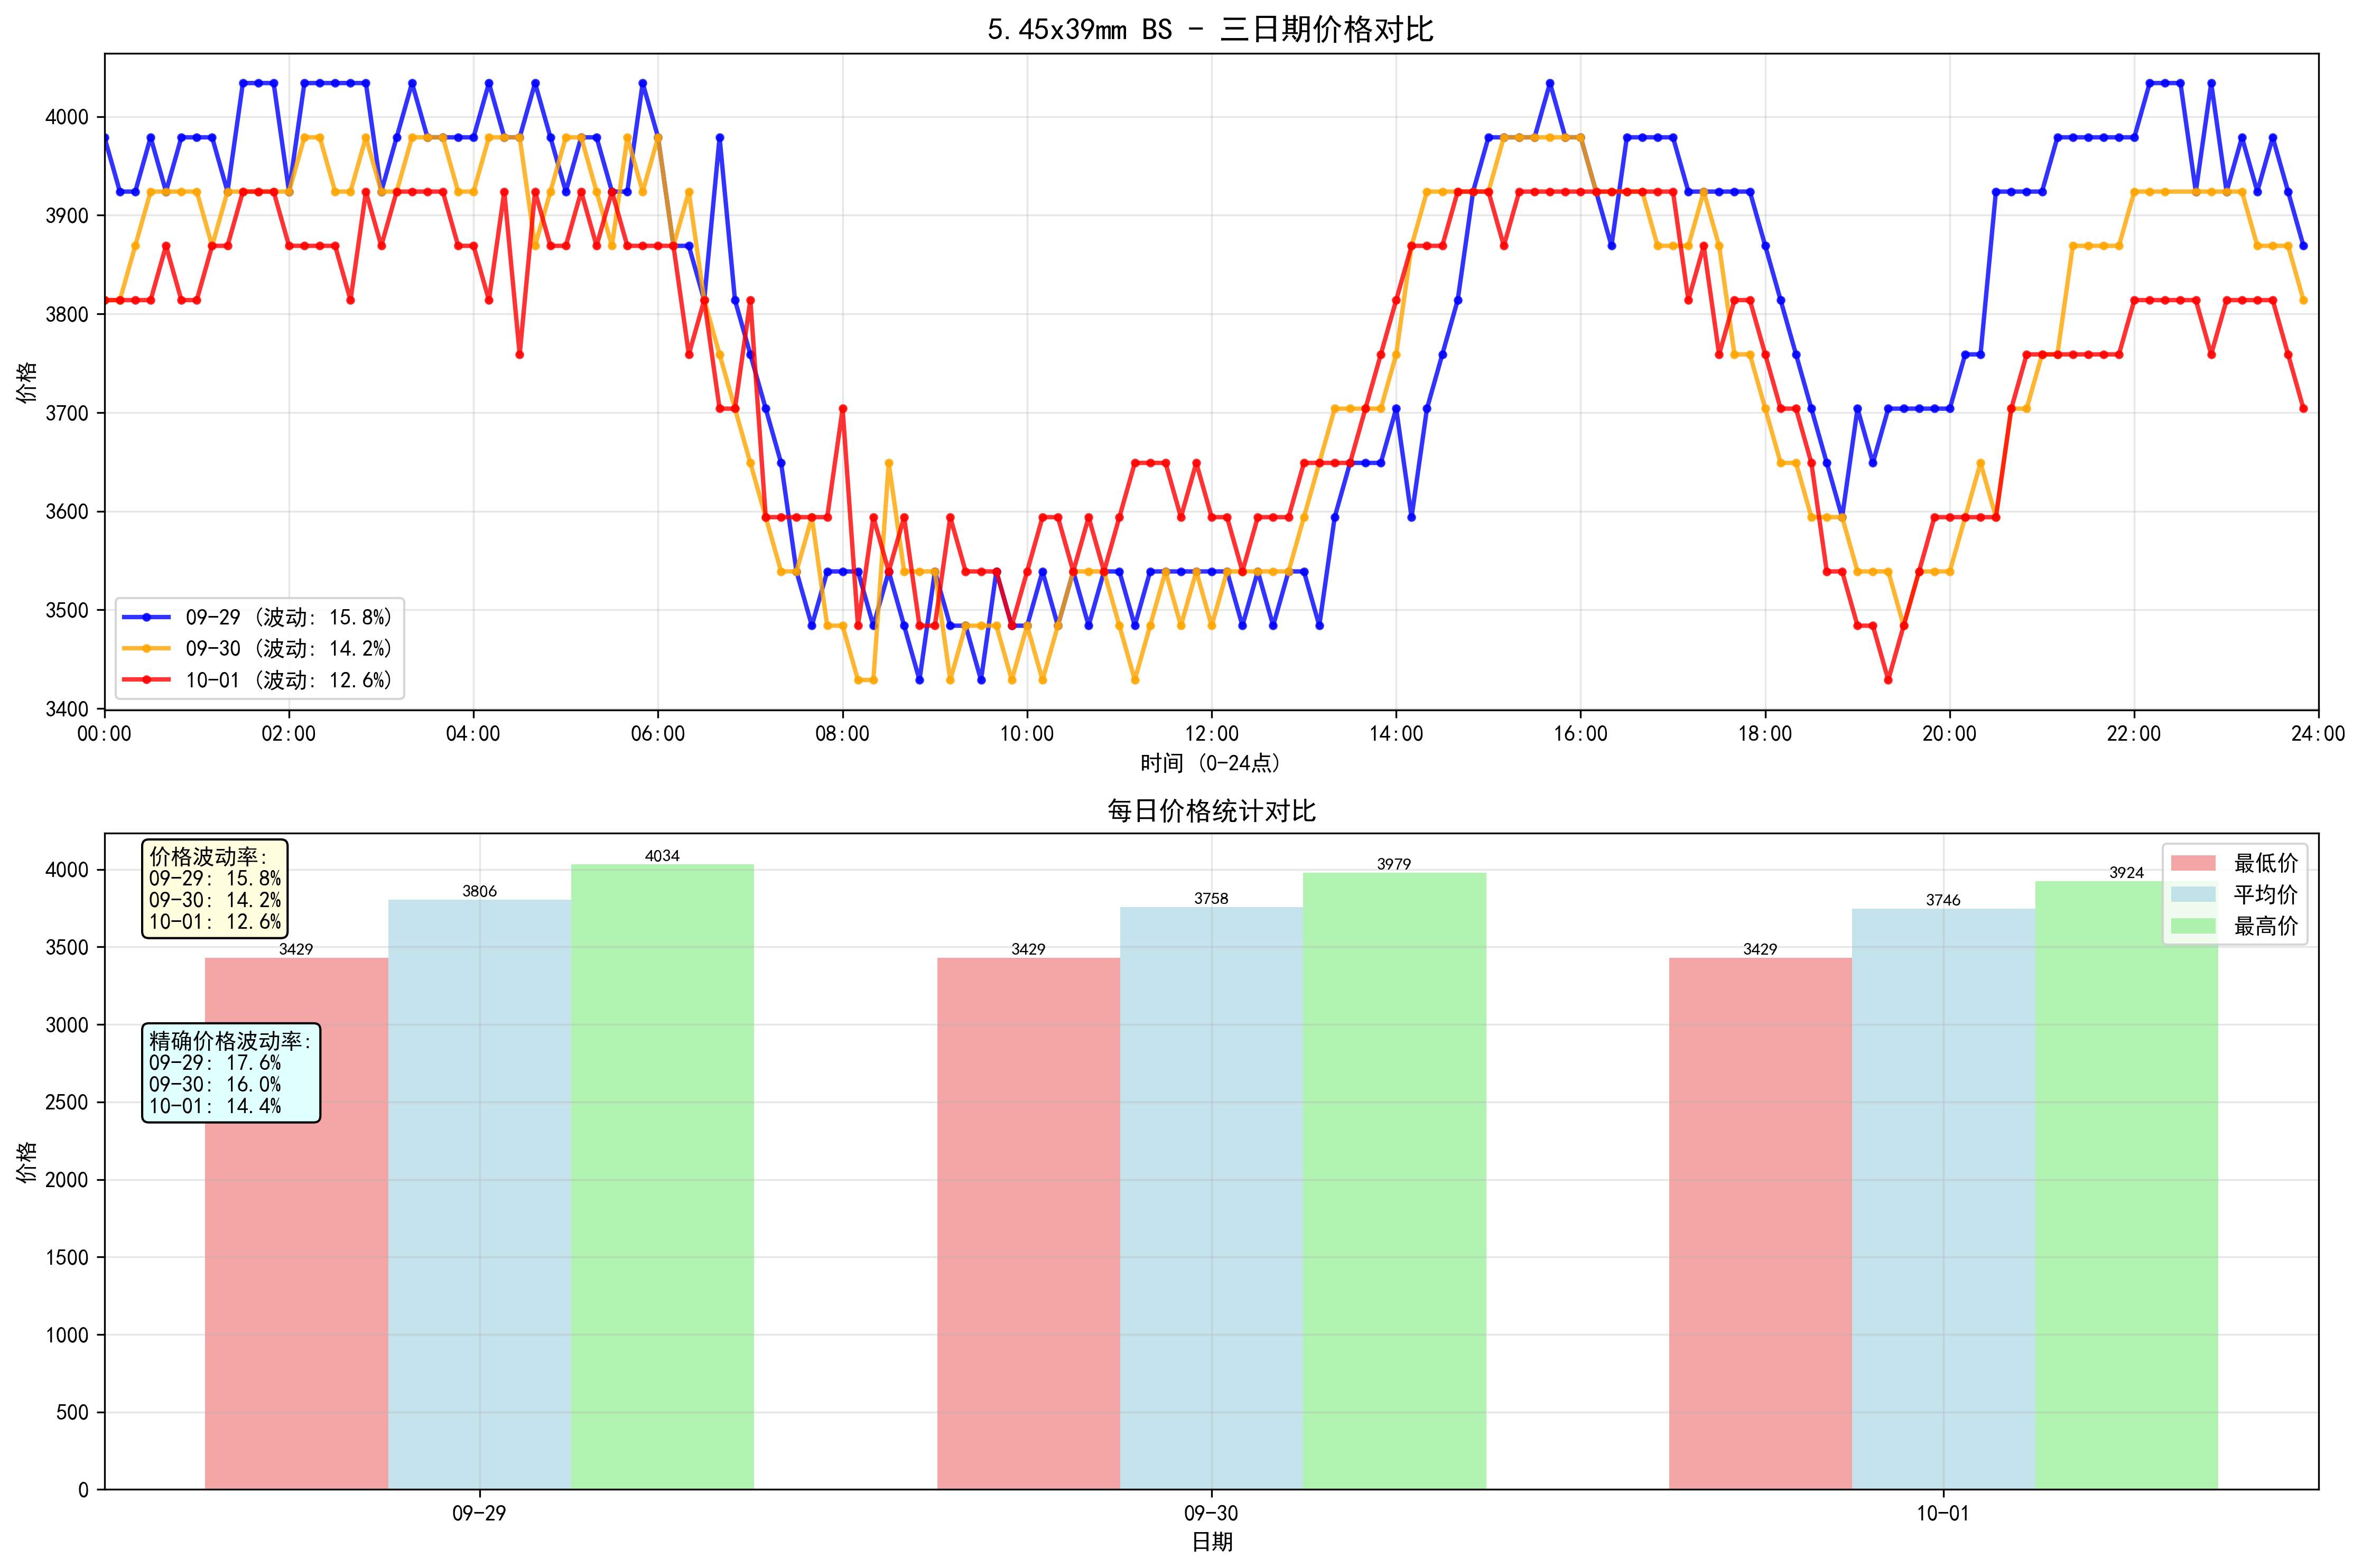 5.45x39mm BS - 三日期价格对比
价格
4000
3900
3800
3700
3600
3500
3400
09-29 (波动: 15.8%)
09-30 (波动: 14.2%)
10-01 (波动: 12.6%)
00:00 02:00 04:00 06:00 08:00 10:00 12:00 14:00 16:00 18:00 20:00 22:00 24:00
时间 (0-24点)
每日价格统计对比
价格
4000
3500
3000
2500
2000
1500
1000
500
0
价格波动率:
09-29: 15.8%
09-30: 14.2%
10-01: 12.6%
精确价格波动率:
09-29: 17.6%
09-30: 16.0%
10-01: 14.4%
3429 3806 4034
3429 3758 3979
3429 3746 3924
最低价
平均价
最高价
09-29 09-30 10-01
日期